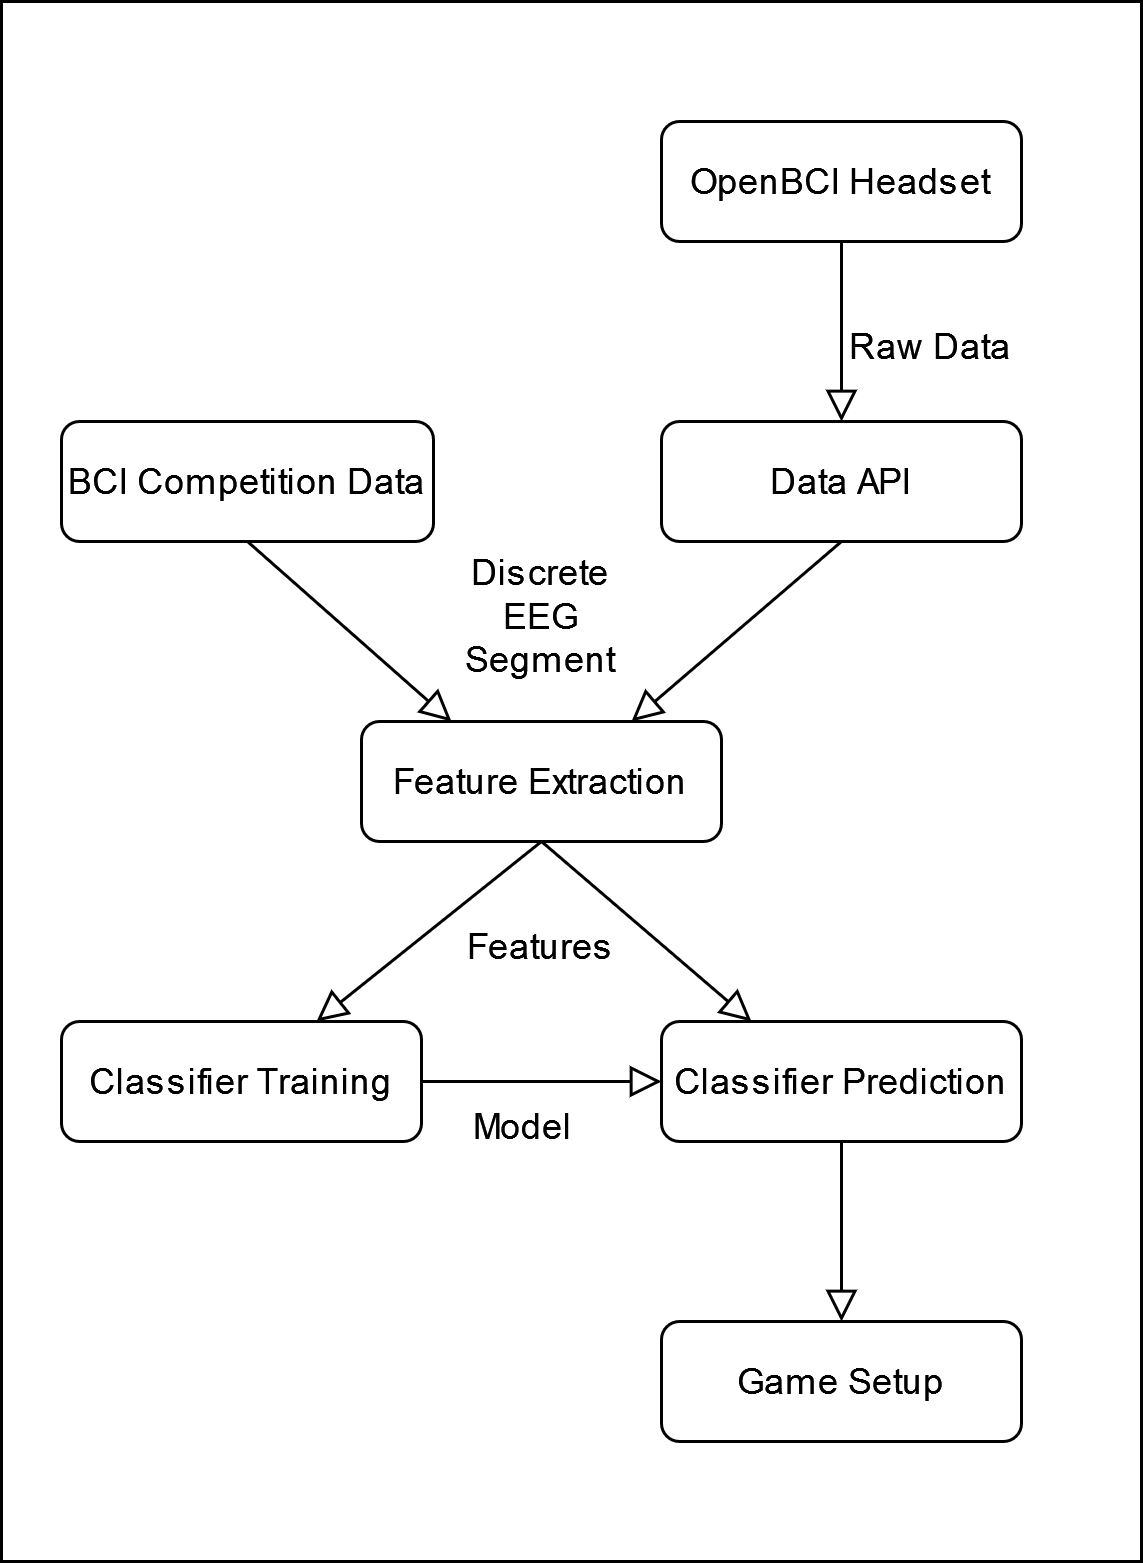 OpenBCI Headset
Raw Data
BCI Competition Data
Data API
Discrete
EEG
Segment
Feature Extraction
Features
Classifier Training
Classifier Prediction
Model
Game Setup